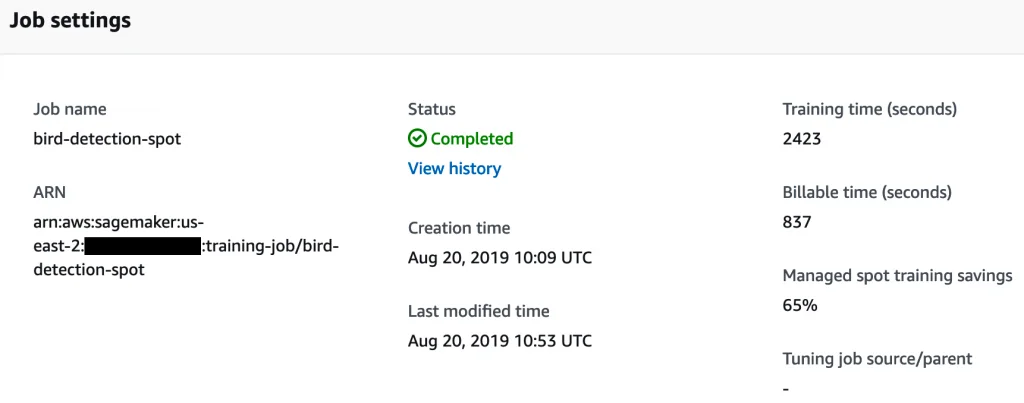 Job settings
Job name
bird-detection-spot
ARN
arn:aws:sagemaker:us-
east-2: :training-job/bird-
detection-spot
Status
Completed
View history
Creation time
Aug 20, 2019 10:09 UTC
Last modified time
Aug 20, 2019 10:53 UTC
Training time (seconds)
2423
Billable time (seconds)
837
Managed spot training savings
65%
Tuning job source/parent
-